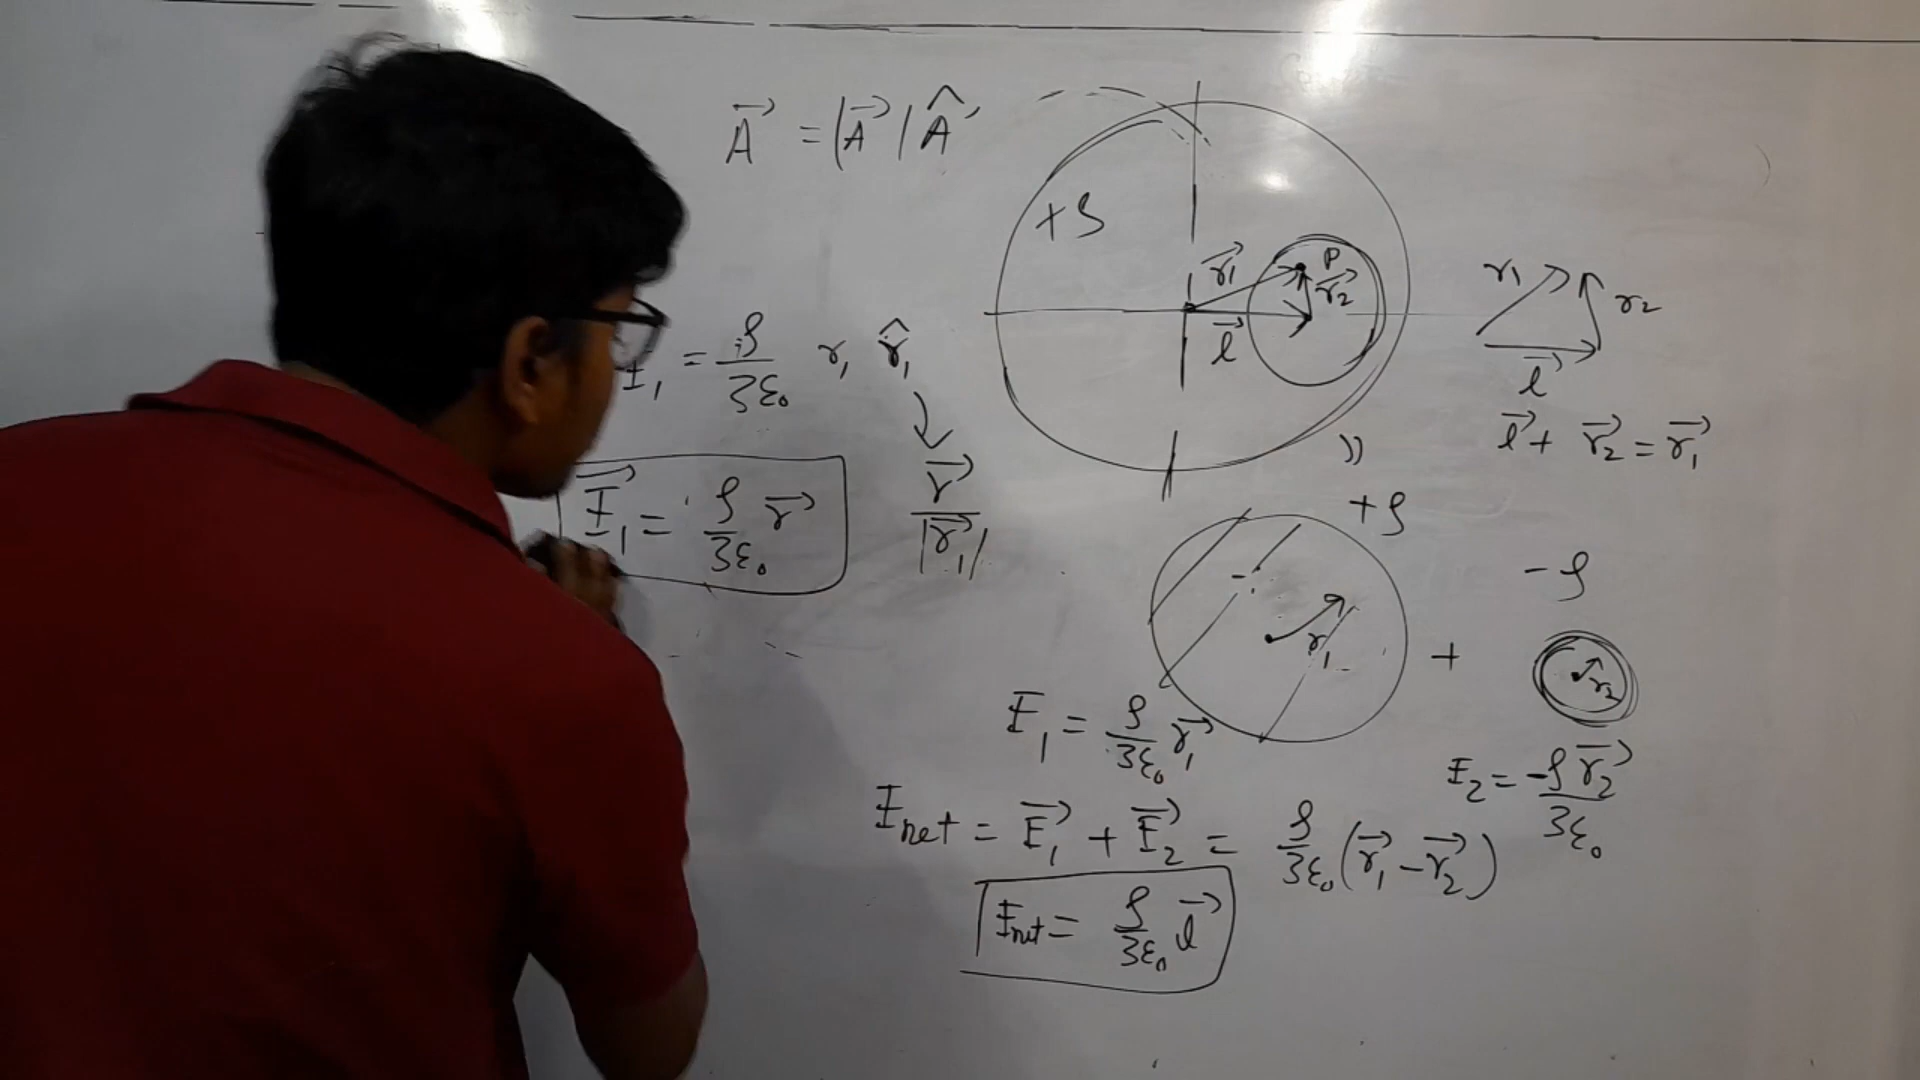 A⃗ = |A⃗| Â
+ρ
r⃗₁
P
r⃗₂
l⃗
r₁
r₂
l⃗
l⃗ + r⃗₂ = r⃗₁
E₁ = ρ/3ε₀ r₁ r̂₁
E⃗₁ = ρ/3ε₀ r⃗
r⃗/|r⃗₁|
+ρ
-ρ
r₁
+
r₂
E₁ = ρ/3ε₀ r⃗₁
E₂ = -ρ r⃗₂/3ε₀
Enet = E⃗₁ + E⃗₂ = ρ/3ε₀ (r⃗₁ - r⃗₂)
Enet = ρ/3ε₀ l⃗